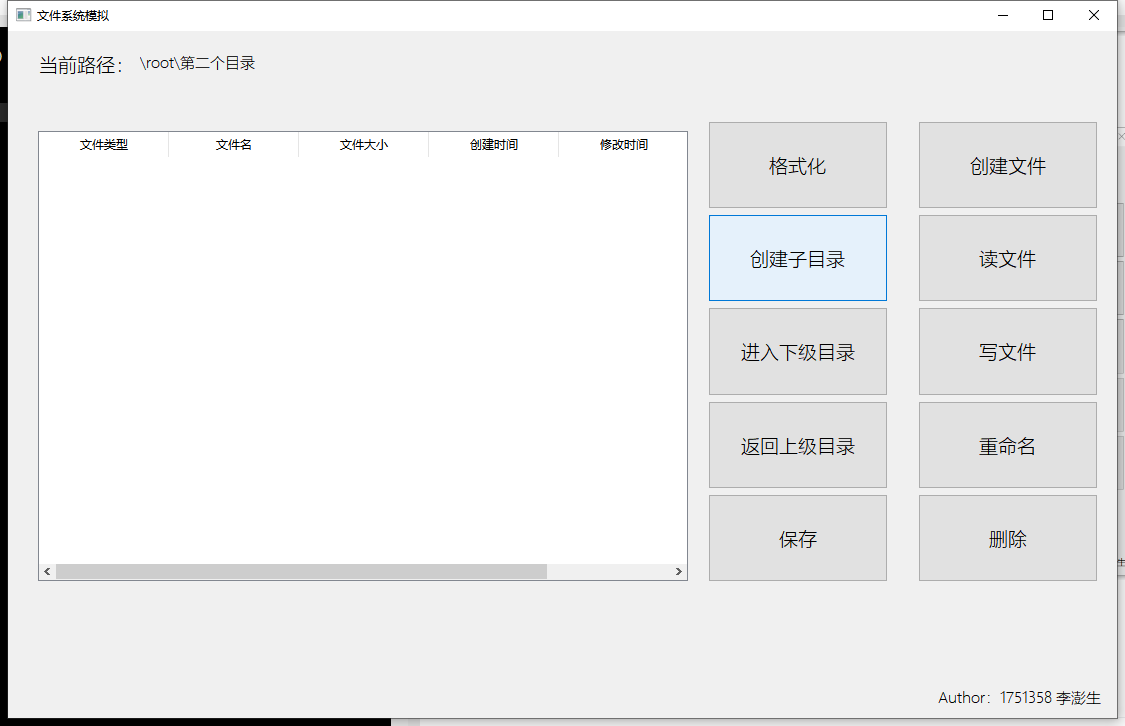 文件系统模拟
当前路径： \root\第二个目录
文件类型 文件名 文件大小 创建时间 修改时间
格式化 创建文件
创建子目录 读文件
进入下级目录 写文件
返回上级目录 重命名
保存 删除
Author：1751358 李澎生